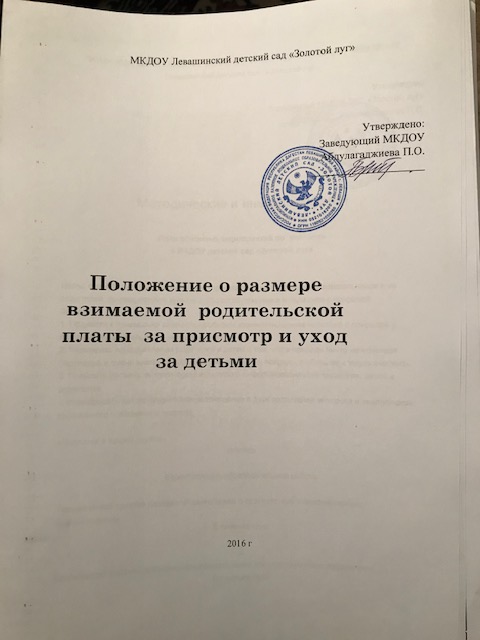 МКДОУ Левашинский детский сад «Золотой луг»
Утверждено:
Заведующий МКДОУ
Абдулагаджиева П.О.
Положение о размере
взимаемой родительской
платы за присмотр и уход
за детьми
2016 г